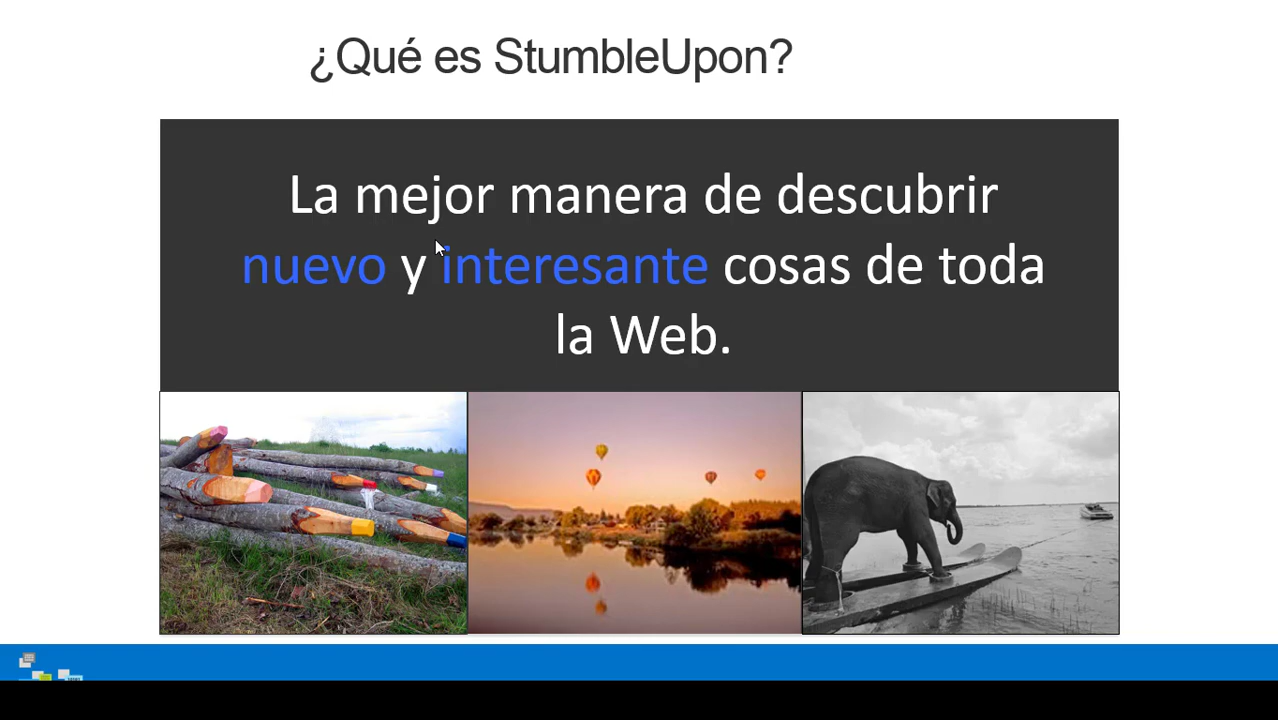 ¿Qué es StumbleUpon?
La mejor manera de descubrir
nuevo y interesante cosas de toda
la Web.